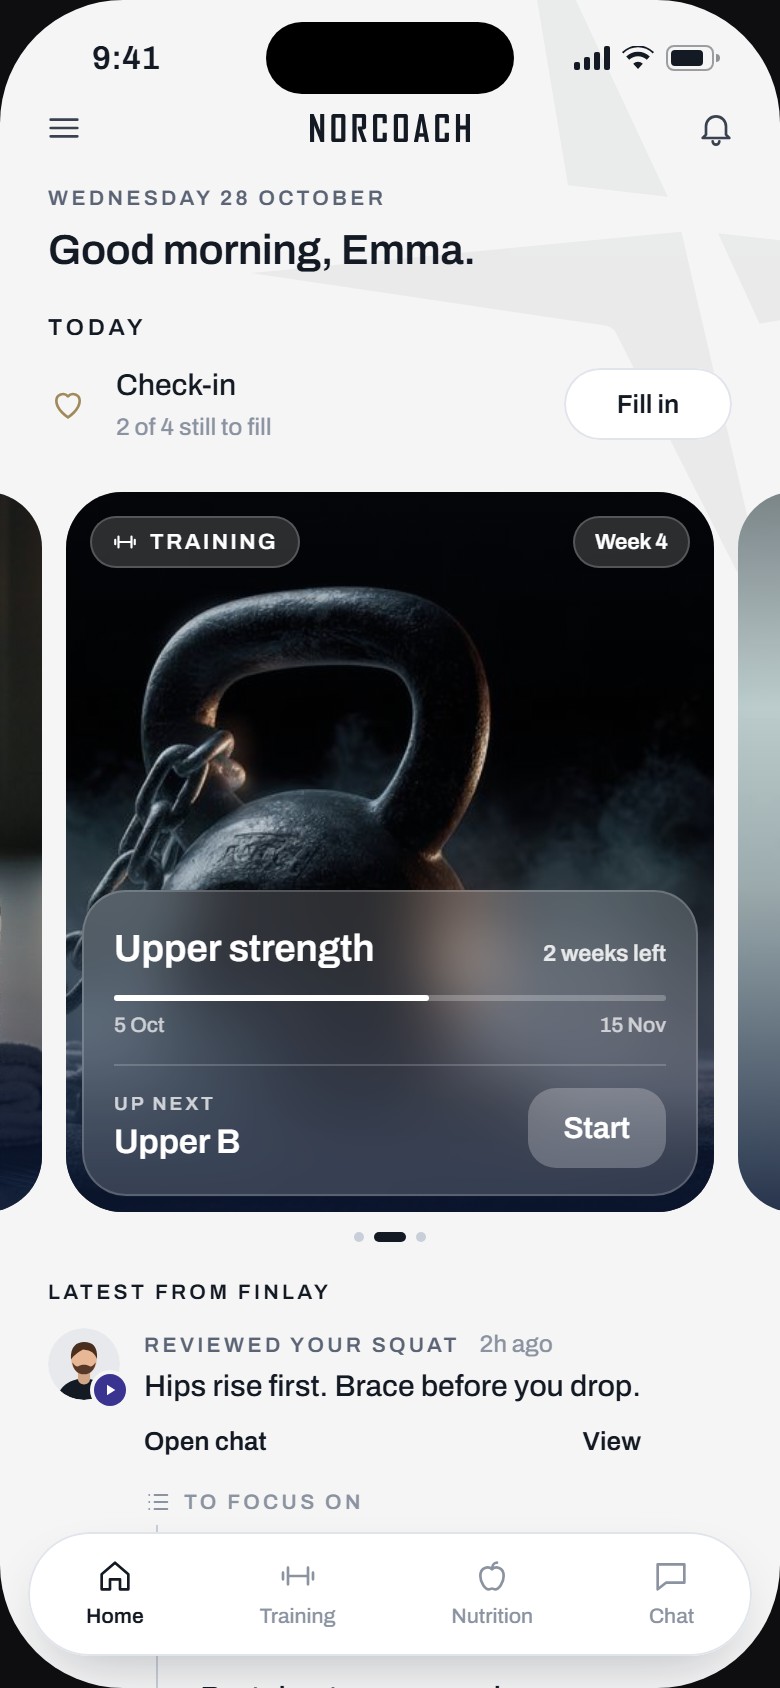 9:41
NORCOACH
WEDNESDAY 28 OCTOBER
Good morning, Emma.
TODAY
Check-in
2 of 4 still to fill
Fill in
TRAINING
Week 4
Upper strength
2 weeks left
5 Oct
15 Nov
UP NEXT
Upper B
Start
LATEST FROM FINLAY
REVIEWED YOUR SQUAT 2h ago
Hips rise first. Brace before you drop.
Open chat
View
TO FOCUS ON
Home
Training
Nutrition
Chat